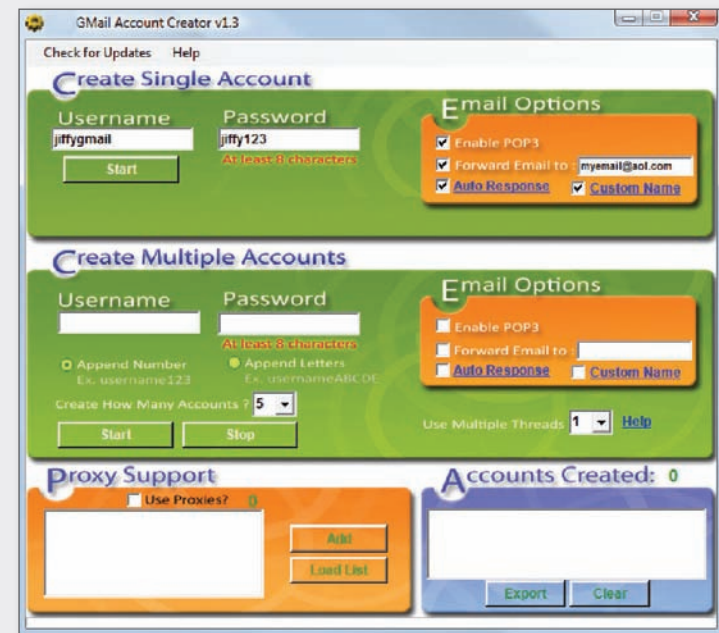 GMail Account Creator v1.3
Check for Updates Help
Create Single Account
Username Password
jiffygmail jiffy123
At least 8 characters
Start
Email Options
Enable POP3
Forward Email to : myemail@aol.com
Auto Response Custom Name
Create Multiple Accounts
Username Password
At least 8 characters
Append Number Append Letters
Ex. username123 Ex. usernameABCDE
Create How Many Accounts ? 5
Start Stop
Email Options
Enable POP3
Forward Email to :
Auto Response Custom Name
Use Multiple Threads 1 Help
Proxy Support
Use Proxies? 0
Add
Load List
Accounts Created: 0
Export Clear